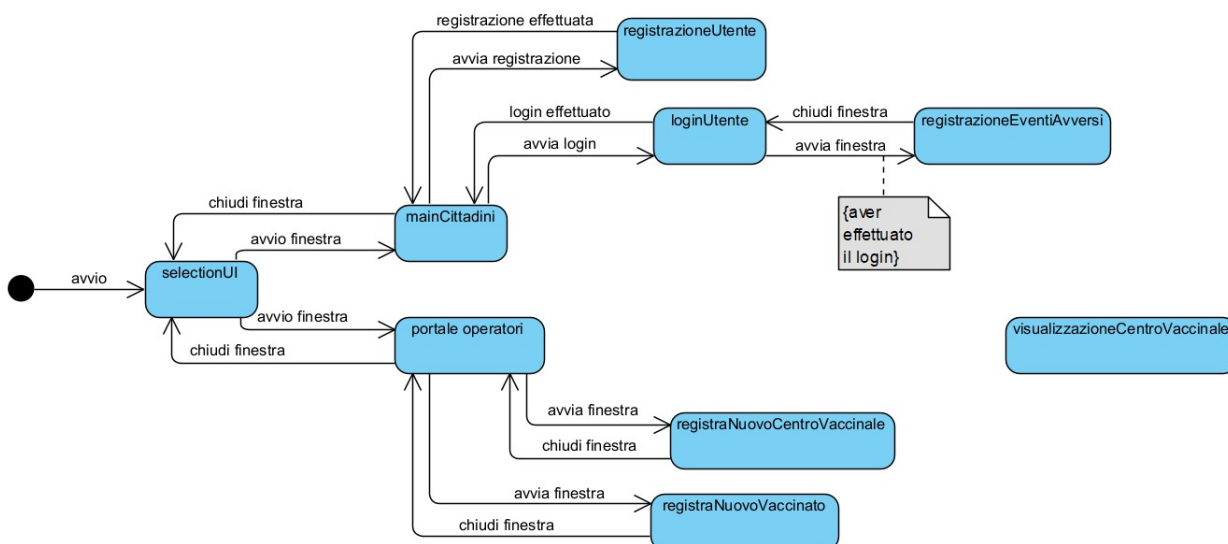 registrazione effettuata
registrazioneUtente
avvia registrazione
login effettuato
loginUtente
chiudi finestra
registrazioneEventiAvversi
avvia login
avvia finestra
{aver
effettuato
il login}
chiudi finestra
mainCittadini
avvio finestra
selectionUI
avvio
avvio finestra
portale operatori
visualizzazioneCentroVaccinale
chiudi finestra
avvia finestra
registraNuovoCentroVaccinale
chiudi finestra
avvia finestra
registraNuovoVaccinato
chiudi finestra